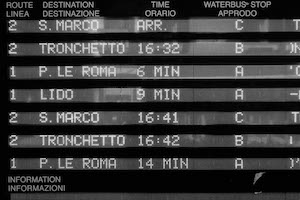 ROUTE DESTINATION TIME WATERBUS-STOP
LINEA DESTINAZIONE ORARIO APPRODO
2 S.MARCO ARR. C
2 TRONCHETTO 16:32 B
1 P.LE ROMA 6 MIN A
1 LIDO 9 MIN A
2 S.MARCO 16:41 C
2 TRONCHETTO 16:42 B
1 P.LE ROMA 14 MIN A
INFORMATION
INFORMAZIONI